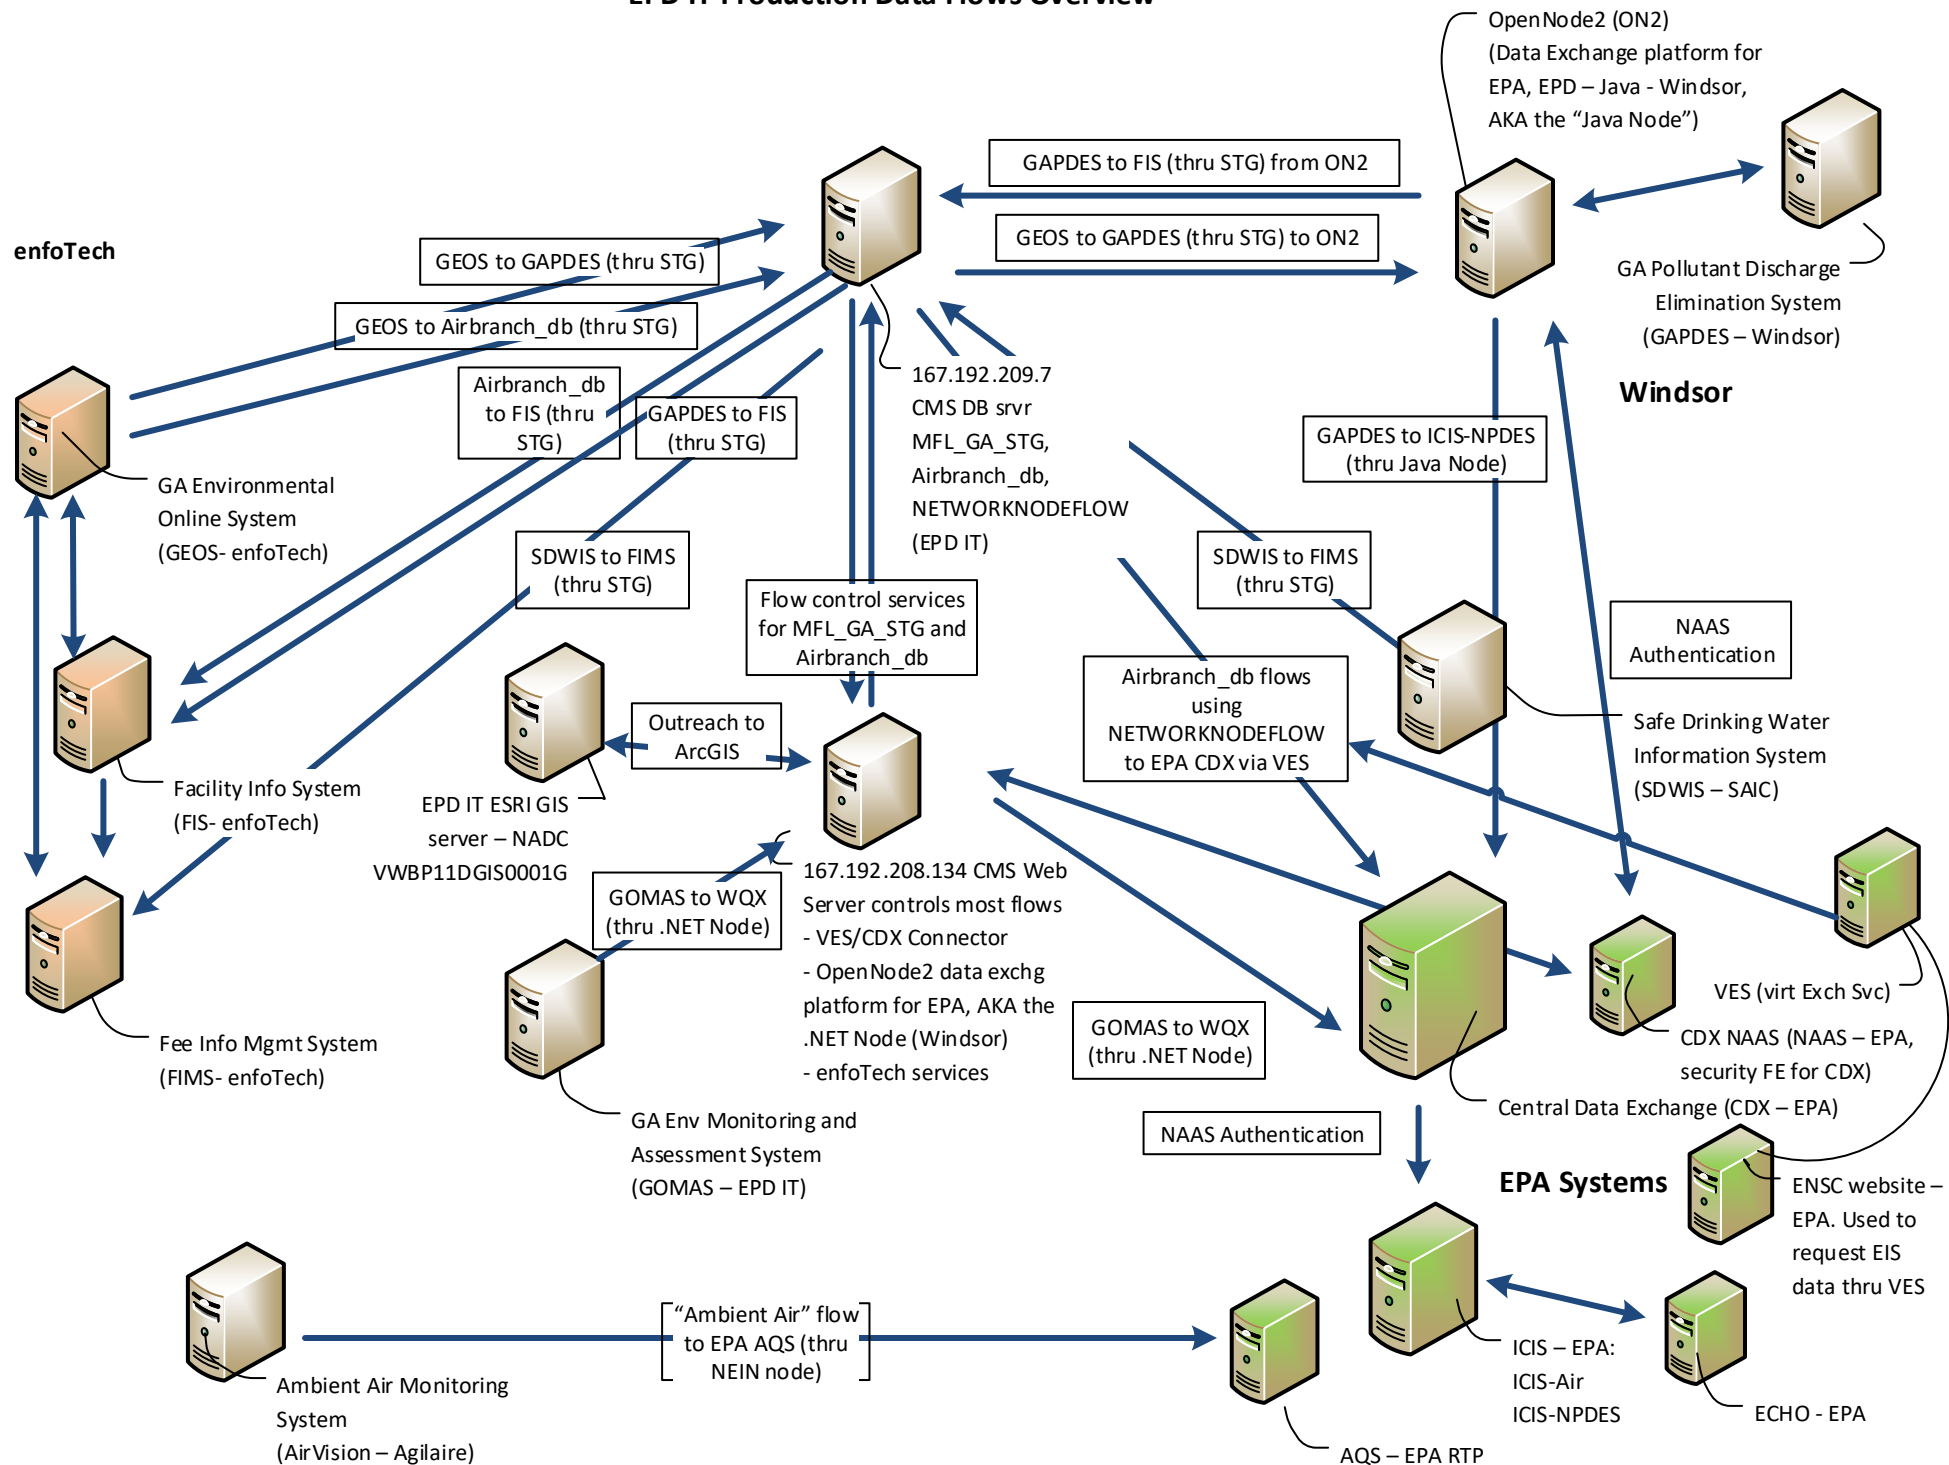 EPD IT Production Data Flows Overview
OpenNode2 (ON2)
(Data Exchange platform for
EPA, EPD – Java - Windsor,
AKA the “Java Node”)
GAPDES to FIS (thru STG) from ON2
GEOS to GAPDES (thru STG) to ON2
enfoTech
GEOS to GAPDES (thru STG)
GEOS to Airbranch_db (thru STG)
GA Pollutant Discharge
Elimination System
(GAPDES – Windsor)
Windsor
Airbranch_db
to FIS (thru
STG)
GAPDES to FIS
(thru STG)
167.192.209.7
CMS DB srvr
MFL_GA_STG,
Airbranch_db,
NETWORKNODEFLOW
(EPD IT)
GAPDES to ICIS-NPDES
(thru Java Node)
GA Environmental
Online System
(GEOS- enfoTech)
SDWIS to FIMS
(thru STG)
SDWIS to FIMS
(thru STG)
Flow control services
for MFL_GA_STG and
Airbranch_db
NAAS
Authentication
Airbranch_db flows
using
NETWORKNODEFLOW
to EPA CDX via VES
Outreach to
ArcGIS
Safe Drinking Water
Information System
(SDWIS – SAIC)
Facility Info System
(FIS- enfoTech)
EPD IT ESRI GIS
server – NADC
VWBP11DGIS0001G
167.192.208.134 CMS Web
Server controls most flows
- VES/CDX Connector
- OpenNode2 data exchg
platform for EPA, AKA the
.NET Node (Windsor)
- enfoTech services
GOMAS to WQX
(thru .NET Node)
VES (virt Exch Svc)
GOMAS to WQX
(thru .NET Node)
CDX NAAS (NAAS – EPA,
security FE for CDX)
Fee Info Mgmt System
(FIMS- enfoTech)
Central Data Exchange (CDX – EPA)
GA Env Monitoring and
Assessment System
(GOMAS – EPD IT)
NAAS Authentication
EPA Systems
ENSC website –
EPA. Used to
request EIS
data thru VES
“Ambient Air” flow
to EPA AQS (thru
NEIN node)
ICIS – EPA:
ICIS-Air
ICIS-NPDES
ECHO - EPA
Ambient Air Monitoring
System
(AirVision – Agilaire)
AQS – EPA RTP